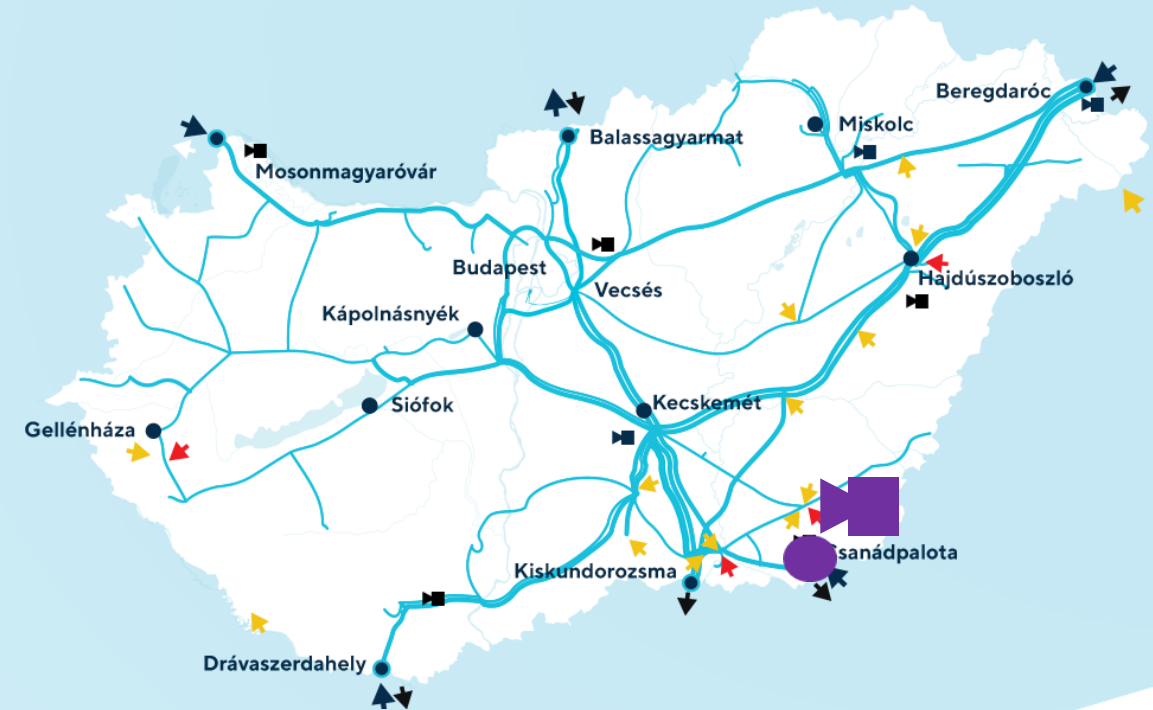 Beregdaróc
Miskolc
Balassagyarmat
Mosonmagyaróvár
Budapest
Hajdúszoboszló
Vecsés
Kápolnásnyék
Siófok
Kecskemét
Gellénháza
sanádpalota
Kiskundorozsma
Drávaszerdahely